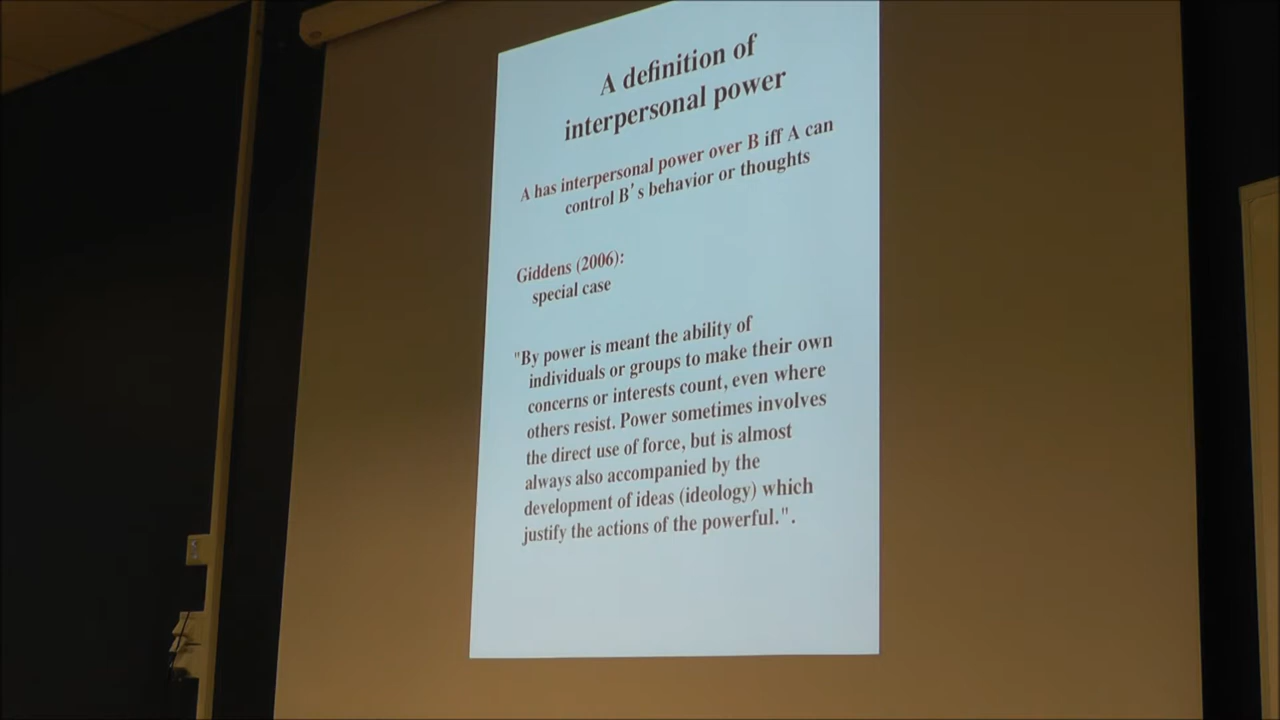 A definition of
interpersonal power
A has interpersonal power over B iff A can
control B's behavior or thoughts
Giddens (2006):
special case
"By power is meant the ability of
individuals or groups to make their own
concerns or interests count, even where
others resist. Power sometimes involves
the direct use of force, but is almost
always also accompanied by the
development of ideas (ideology) which
justify the actions of the powerful.".